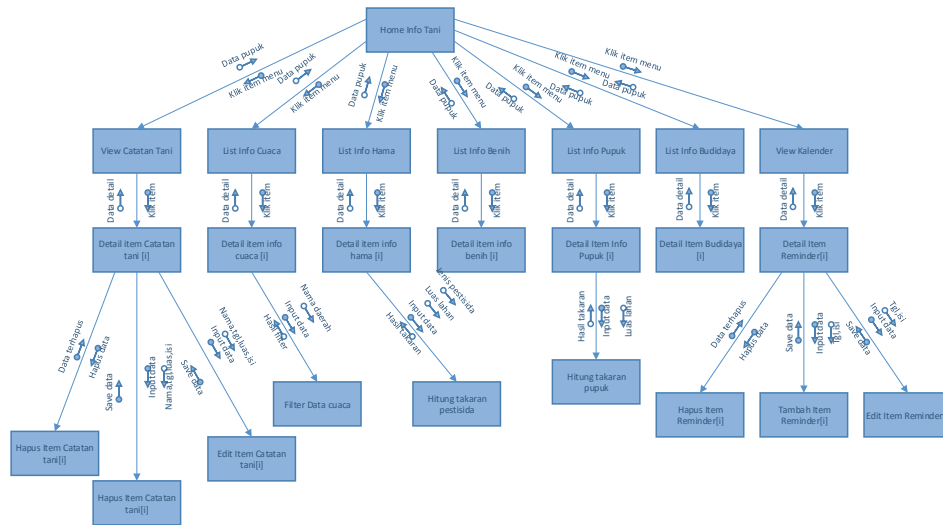 Home Info Tani
Data pupuk
Klik item menu
Data pupuk
Klik item menu
Data pupuk
Klik item menu
Klik item menu
Data pupuk
Klik item menu
Data pupuk
Klik item menu
Data pupuk
Klik item menu
Data pupuk
View Catatan Tani
List Info Cuaca
List Info Hama
List Info Benih
List Info Pupuk
List Info Budidaya
View Kalender
Data detail
Klik item
Data detail
Klik item
Data detail
Klik item
Data detail
Klik item
Data detail
Klik item
Data detail
Klik item
Data detail
Klik item
Detail item Catatan
tani [i]
Detail item info
cuaca [i]
Detail item info
hama [i]
Detail item info
benih [i]
Detail Item Info
Pupuk [i]
Detail Item Budidaya
[i]
Detail Item
Reminder[i]
Data terhapus
Hapus data
Save data
Input data
Nama,tgl,luas,isi
Nama,tgl,luas,isi
Input data
Save data
Nama daerah
Input data
Hasil filter
Jenis pestisida
Luas lahan
Input data
Hasil takaran
Hasil takaran
Input data
Luas lahan
Data terhapus
Hapus data
Save data
Input data
Tgl,isi
Tgl,isi
Input data
Save data
Hapus Item Catatan
tani[i]
Hapus Item Catatan
tani[i]
Edit Item Catatan
tani[i]
Filter Data cuaca
Hitung takaran
pestisida
Hitung takaran
pupuk
Hapus Item
Reminder[i]
Tambah Item
Reminder[i]
Edit Item Reminder